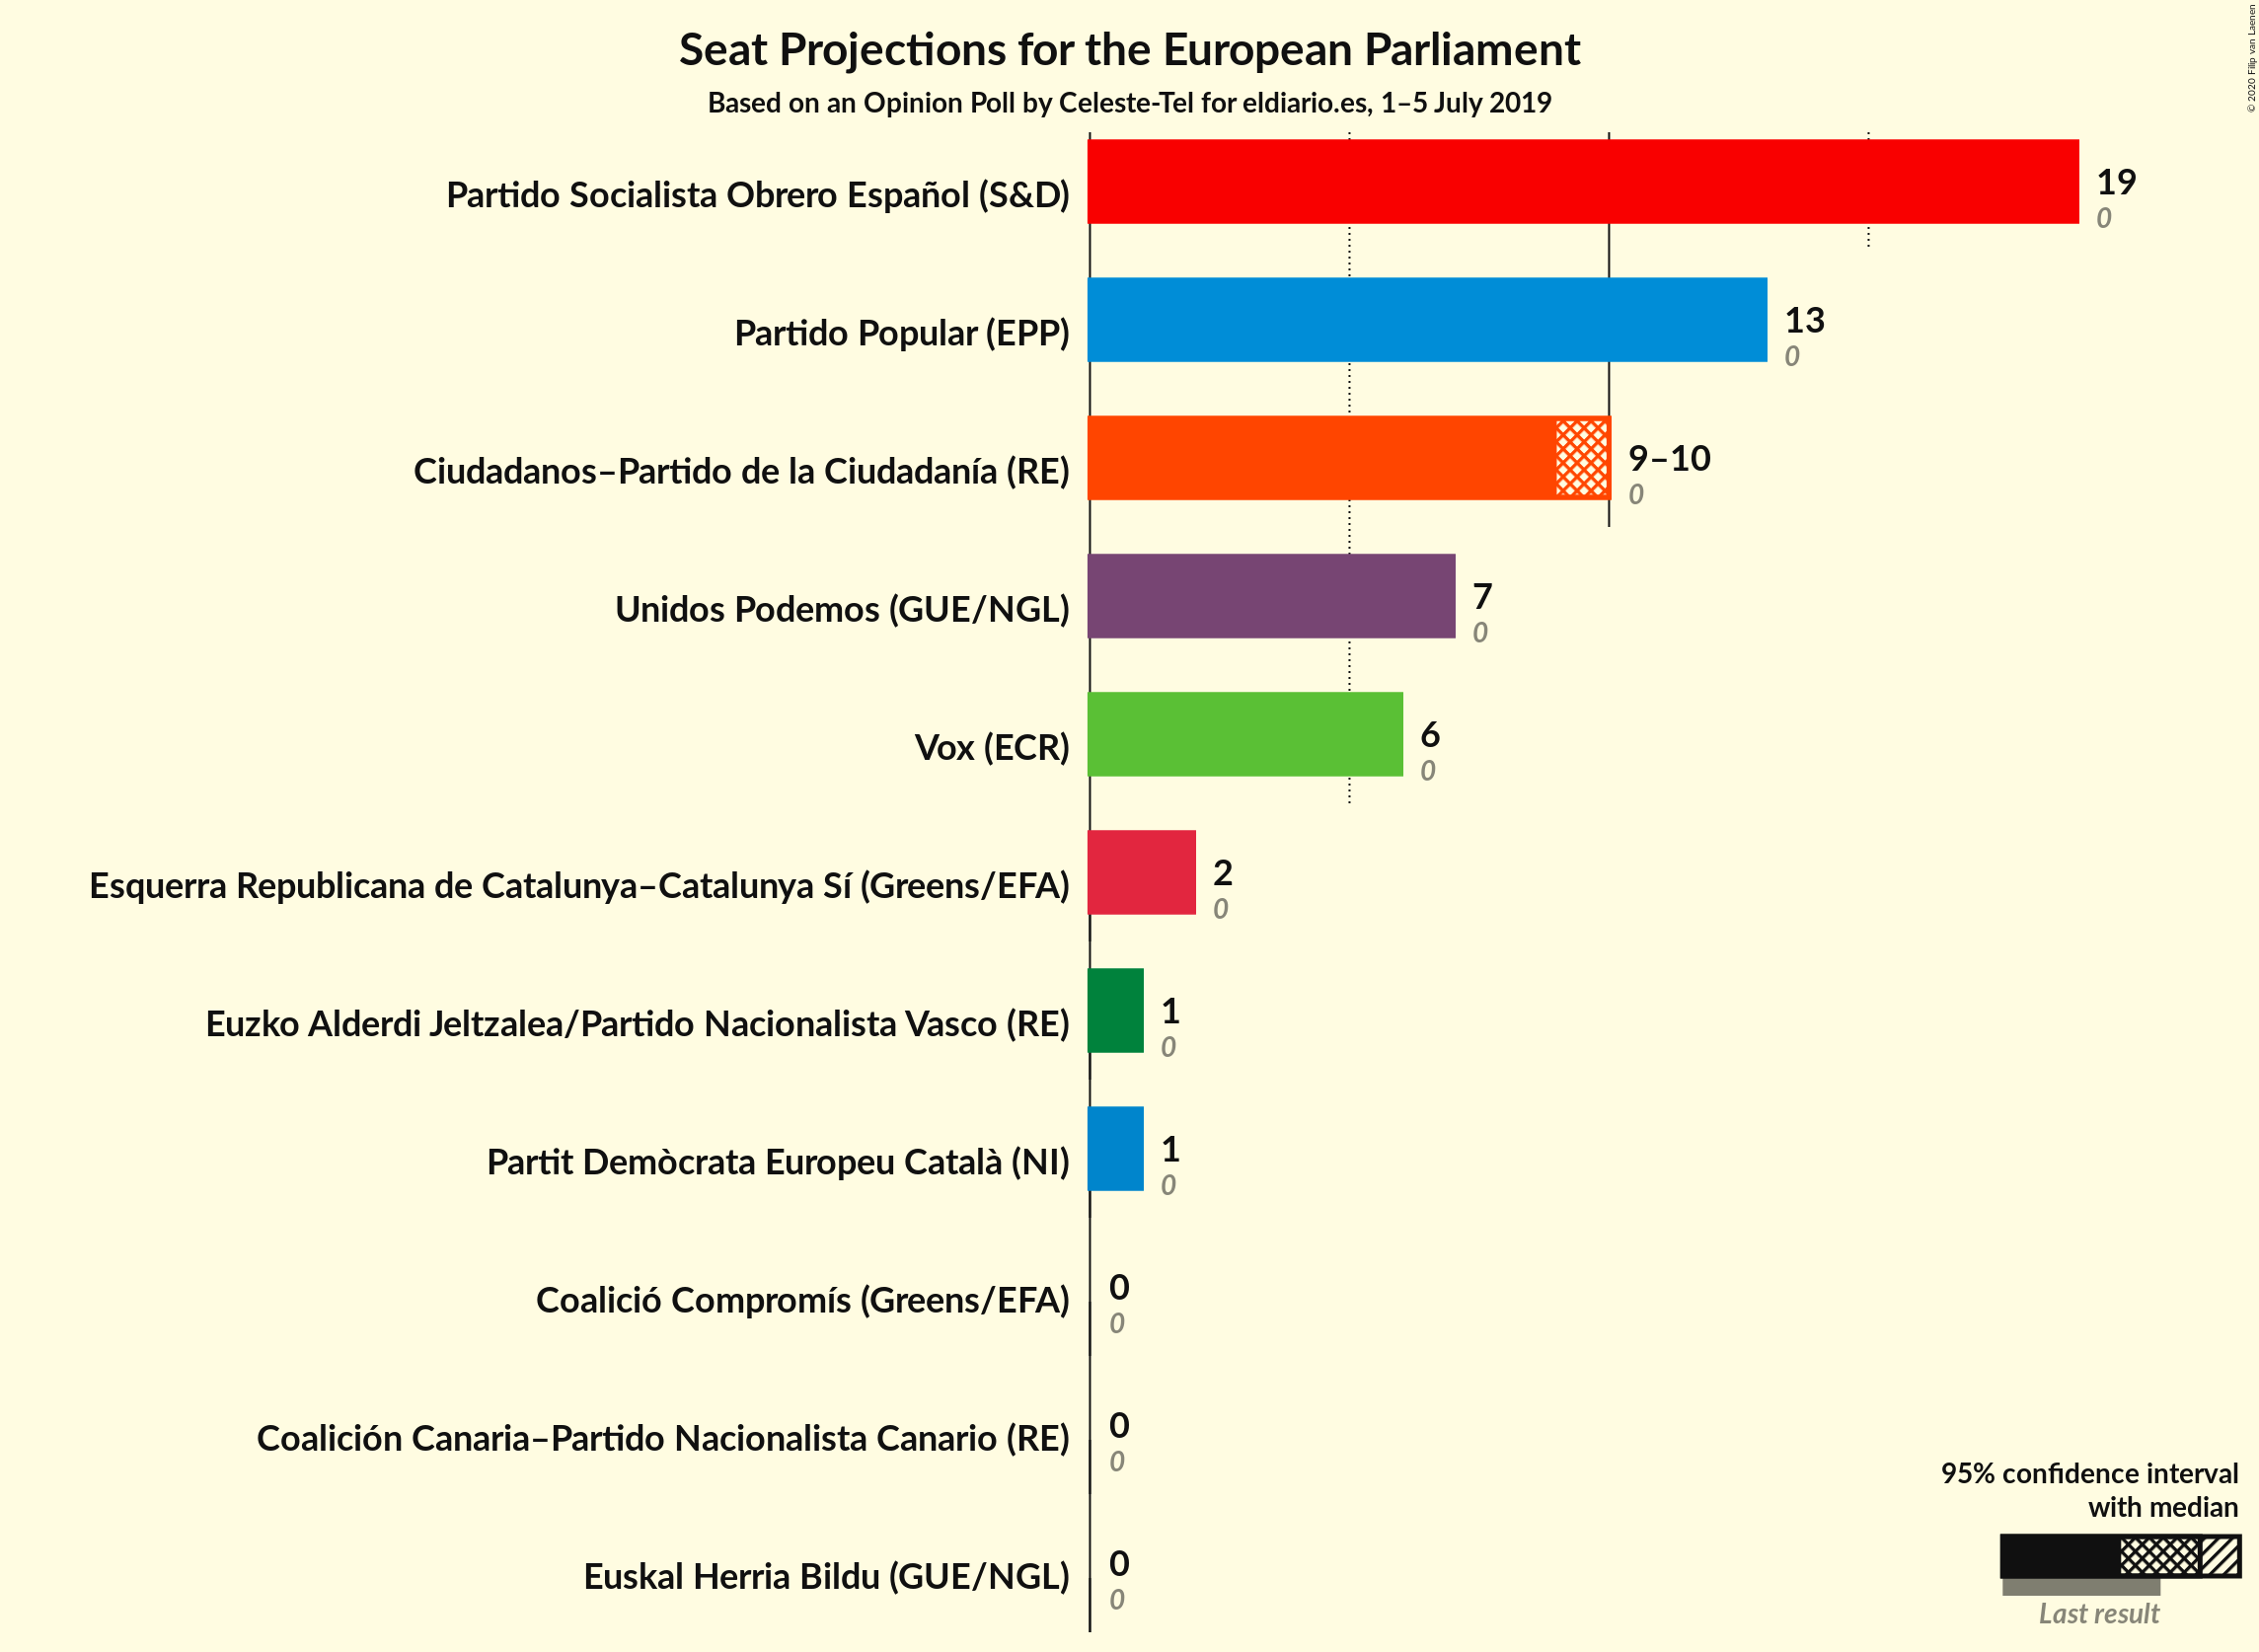 Seat Projections for the European Parliament
Based on an Opinion Poll by Celeste-Tel for eldiario.es, 1–5 July 2019
© 2020 Filip van Laenen
Partido Socialista Obrero Español (S&D)
19
0
Partido Popular (EPP)
13
0
Ciudadanos–Partido de la Ciudadanía (RE)
9–10
0
Unidos Podemos (GUE/NGL)
7
0
Vox (ECR)
6
0
Esquerra Republicana de Catalunya–Catalunya Sí (Greens/EFA)
2
0
Euzko Alderdi Jeltzalea/Partido Nacionalista Vasco (RE)
1
0
Partit Demòcrata Europeu Català (NI)
1
0
Coalició Compromís (Greens/EFA)
0
0
Coalición Canaria–Partido Nacionalista Canario (RE)
0
0
Euskal Herria Bildu (GUE/NGL)
0
0
95% confidence interval
with median
Last result